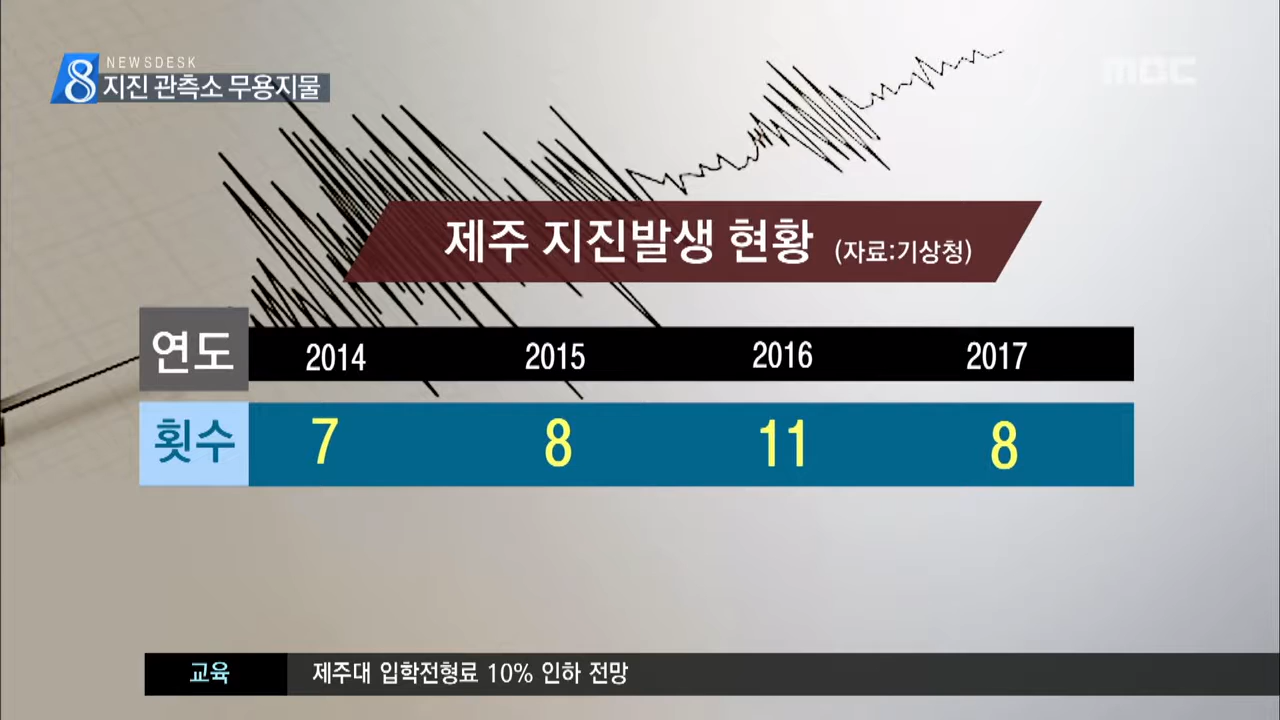 NEWSDESK
8 지진 관측소 무용지물
MBC
제주 지진발생 현황 (자료:기상청)
연도 2014 2015 2016 2017
횟수 7 8 11 8
교육 제주대 입학전형료 10% 인하 전망